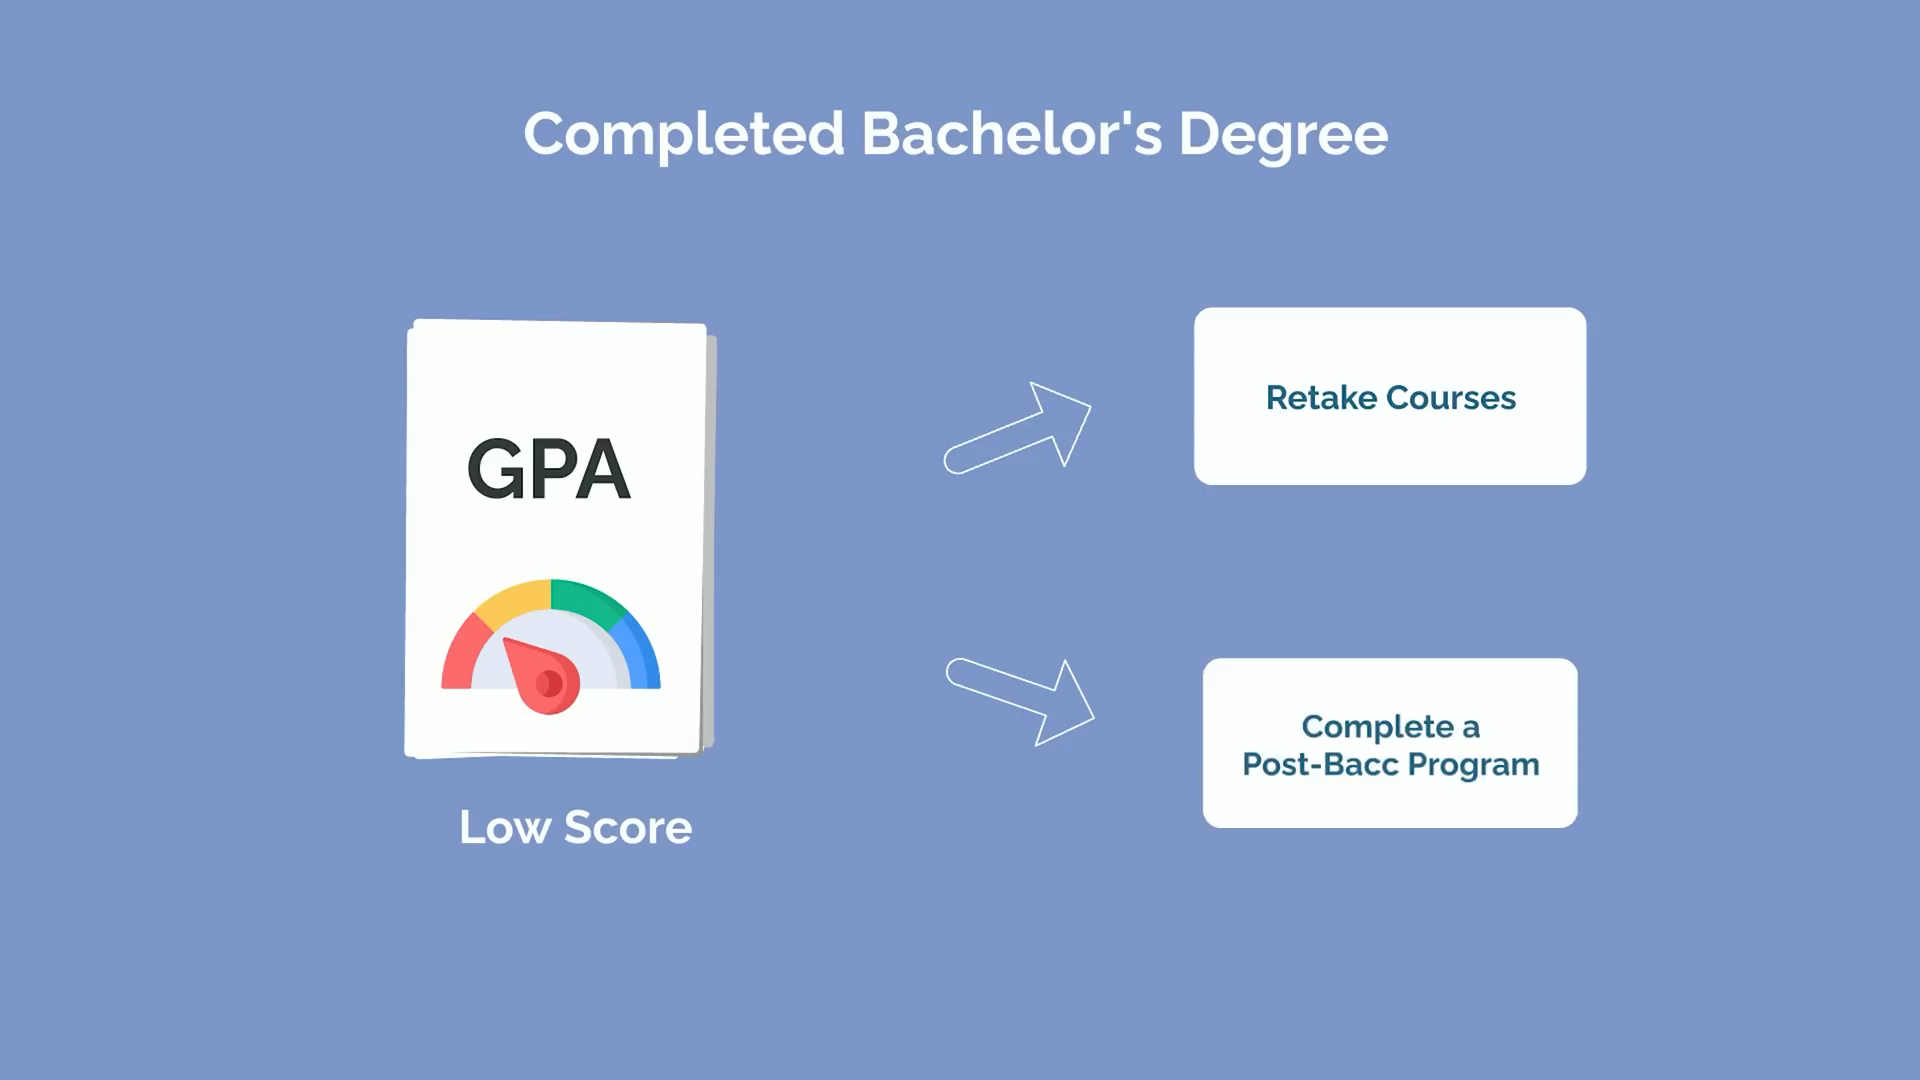 Completed Bachelor's Degree
GPA
Low Score
Retake Courses
Complete a
Post-Bacc Program